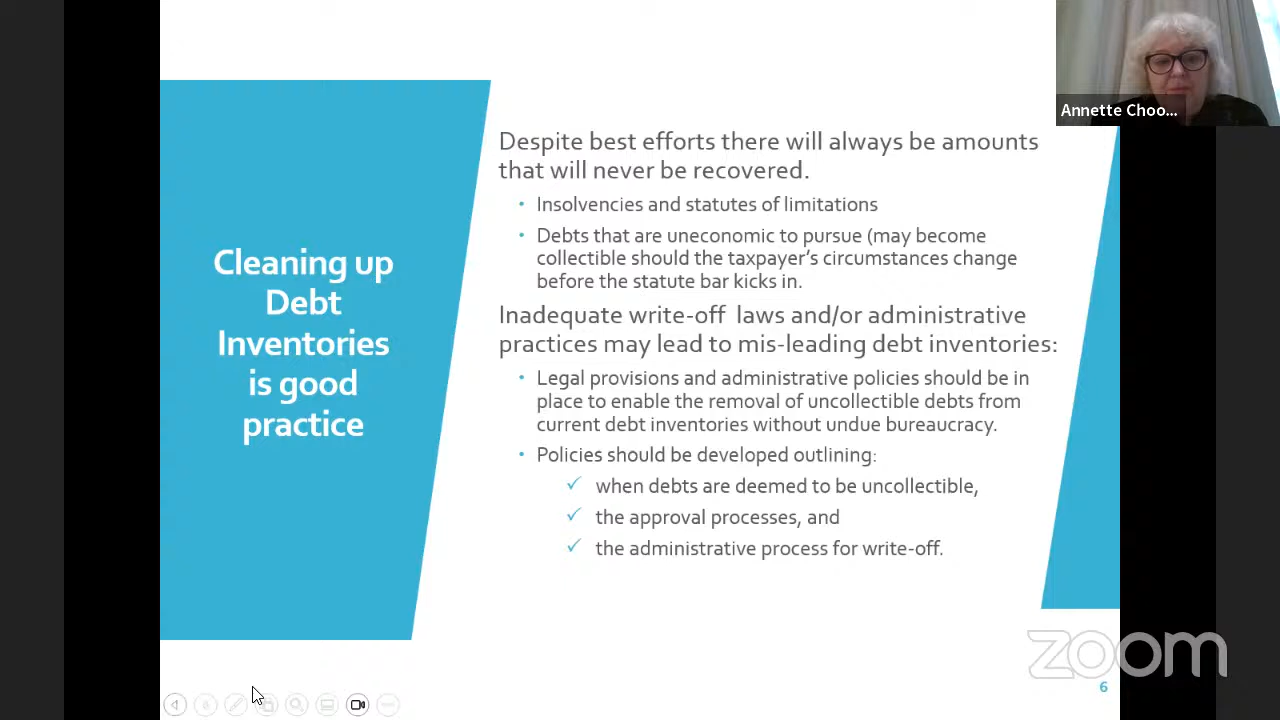 Annette Choo...
Cleaning up
Debt
Inventories
is good
practice
Despite best efforts there will always be amounts
that will never be recovered.
• Insolvencies and statutes of limitations
• Debts that are uneconomic to pursue (may become
collectible should the taxpayer's circumstances change
before the statute bar kicks in.
Inadequate write-off laws and/or administrative
practices may lead to mis-leading debt inventories:
• Legal provisions and administrative policies should be in
place to enable the removal of uncollectible debts from
current debt inventories without undue bureaucracy.
• Policies should be developed outlining:
✓ when debts are deemed to be uncollectible,
✓ the approval processes, and
✓ the administrative process for write-off.
zoom
6